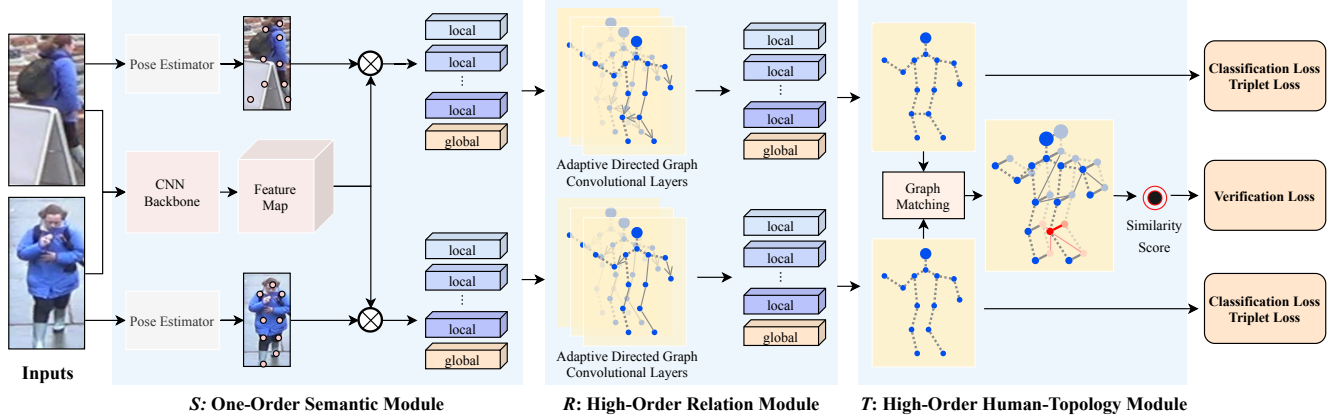 Inputs
Pose Estimator
CNN
Backbone
Feature
Map
Pose Estimator
local
local
local
global
local
local
local
global
S: One-Order Semantic Module
Adaptive Directed Graph
Convolutional Layers
Adaptive Directed Graph
Convolutional Layers
local
local
local
global
local
local
local
global
R: High-Order Relation Module
Graph
Matching
Similarity
Score
T: High-Order Human-Topology Module
Classification Loss
Triplet Loss
Verification Loss
Classification Loss
Triplet Loss